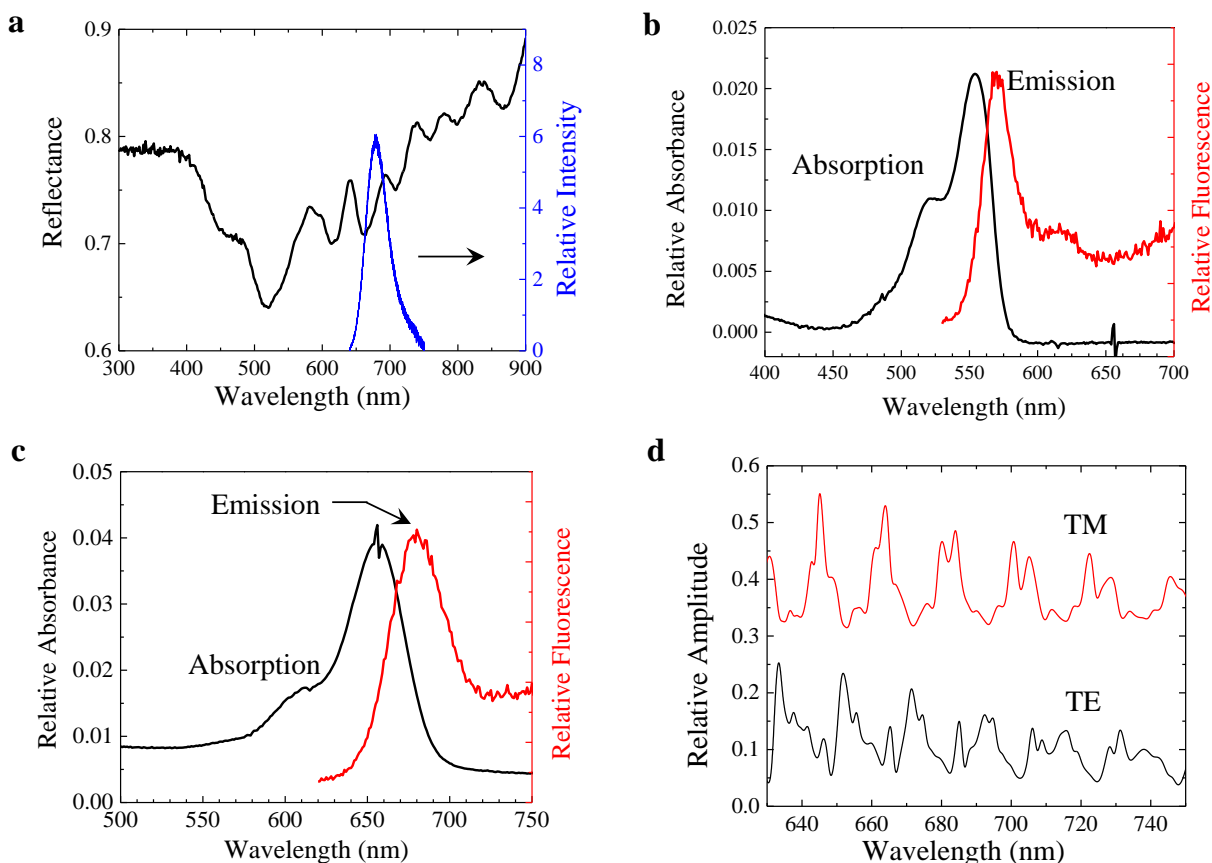 a
0.9
0.8
0.7
0.6
Reflectance
300 400 500 600 700 800 900
Wavelength (nm)
8
6
4
2
0
Relative Intensity
b
0.025
0.020
0.015
0.010
0.005
0.000
Relative Absorbance
Absorption
Emission
400 450 500 550 600 650 700
Wavelength (nm)
Relative Fluorescence
c
0.05
0.04
0.03
0.02
0.01
0.00
Relative Absorbance
Emission
Absorption
500 550 600 650 700 750
Wavelength (nm)
Relative Fluorescence
d
0.6
0.5
0.4
0.3
0.2
0.1
0.0
Relative Amplitude
TM
TE
640 660 680 700 720 740
Wavelength (nm)